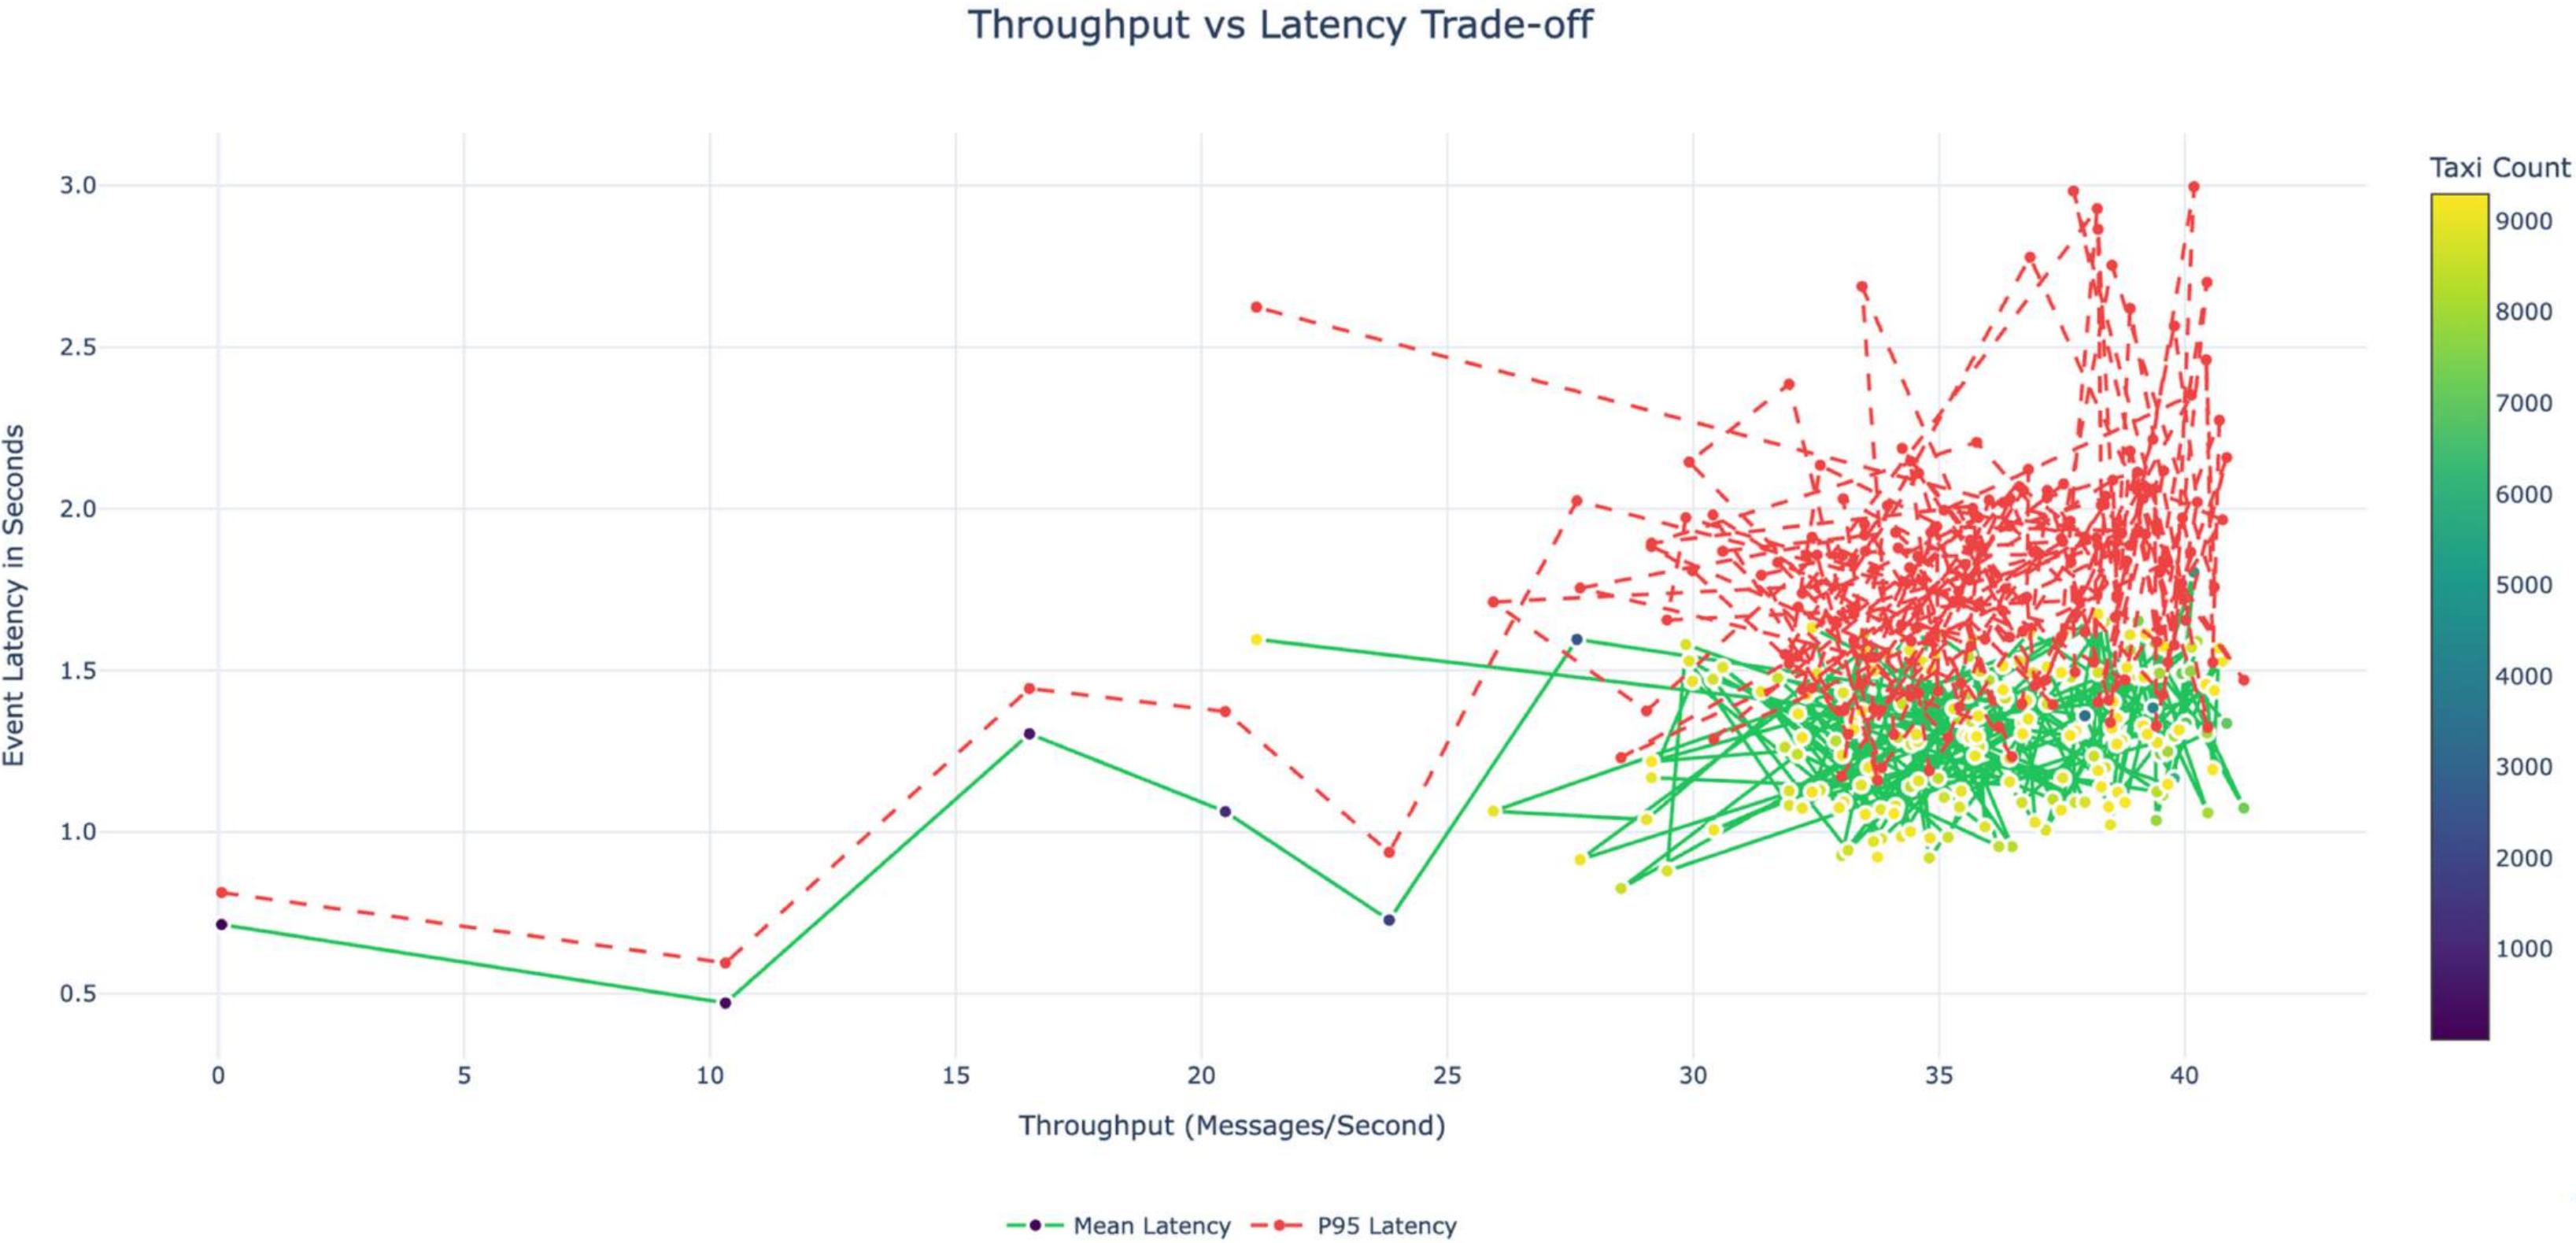 Throughput vs Latency Trade-off
Event Latency in Seconds
3.0
2.5
2.0
1.5
1.0
0.5
0 5 10 15 20 25 30 35 40
Throughput (Messages/Second)
Mean Latency P95 Latency
Taxi Count
9000
8000
7000
6000
5000
4000
3000
2000
1000